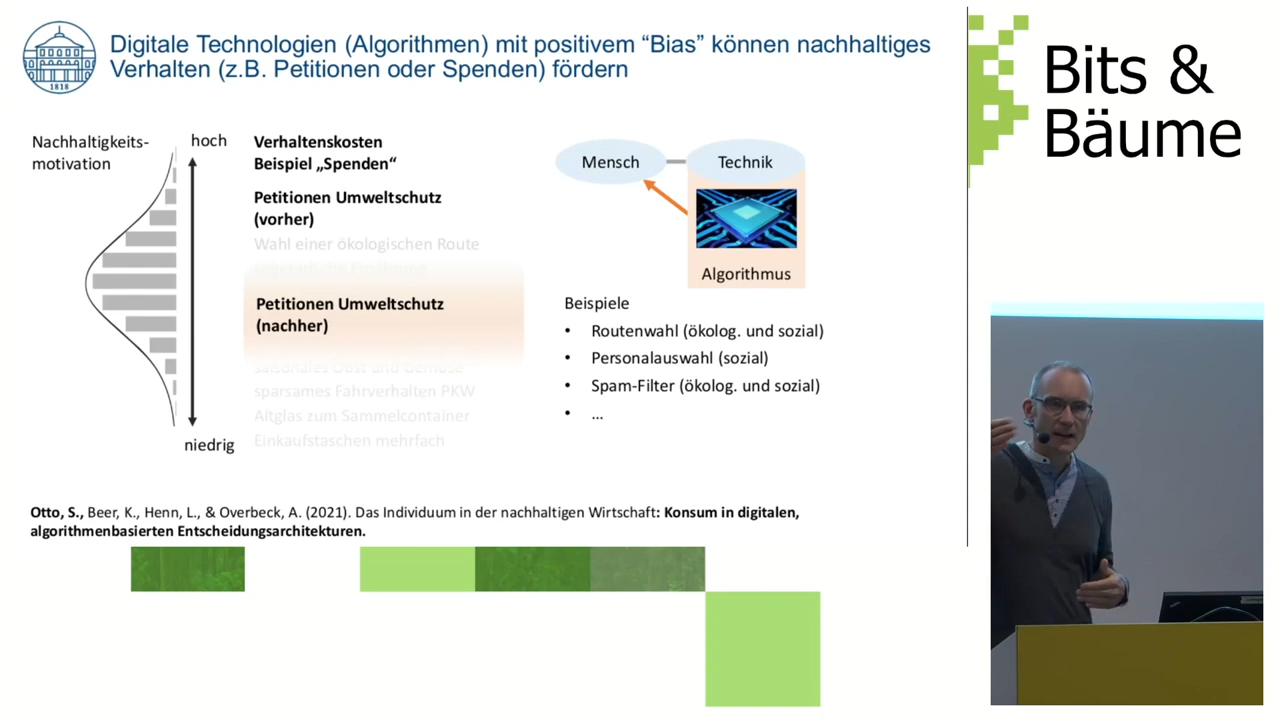 Digitale Technologien (Algorithmen) mit positivem “Bias” können nachhaltiges
Verhalten (z.B. Petitionen oder Spenden) fördern
1818
Nachhaltigkeits-
motivation
hoch
niedrig
Verhaltenskosten
Beispiel „Spenden“
Petitionen Umweltschutz
(vorher)
Wahl einer ökologischen Route
Petitionen Umweltschutz
(nachher)
saisonales Obst und Gemüse
sparsames Fahrverhalten PKW
Altglas zum Sammelcontainer
Einkaufstaschen mehrfach
Mensch
Technik
Algorithmus
Beispiele
• Routenwahl (ökolog. und sozial)
• Personalauswahl (sozial)
• Spam-Filter (ökolog. und sozial)
• ...
Otto, S., Beer, K., Henn, L., & Overbeck, A. (2021). Das Individuum in der nachhaltigen Wirtschaft: Konsum in digitalen,
algorithmenbasierten Entscheidungsarchitekturen.
Bits &
Bäume